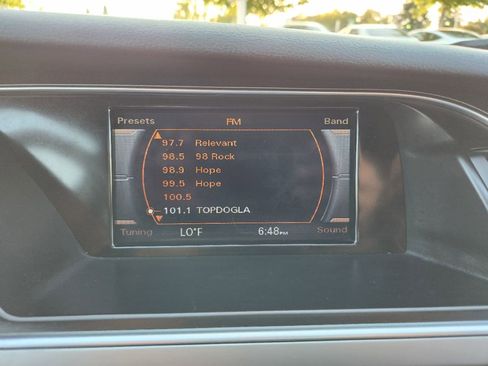 Presets FM Band
97.7 Relevant
98.5 98 Rock
98.9 Hope
99.5 Hope
100.5
101.1 TOPDOGLA
Tuning LO°F 6:48PM Sound